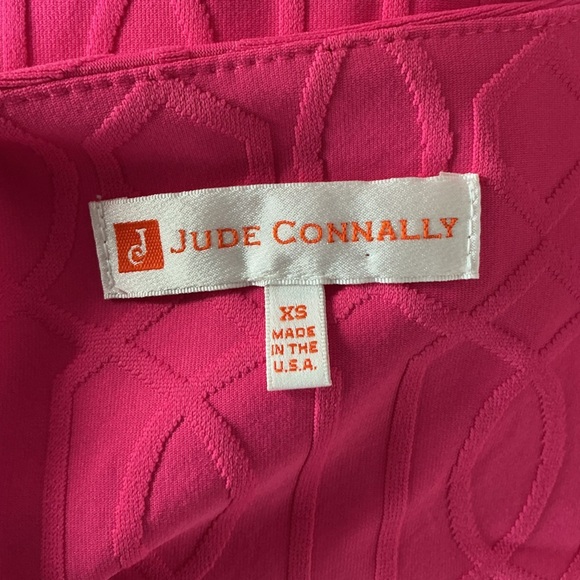 JUDE CONNALLY
XS
MADE
IN THE
U.S.A.